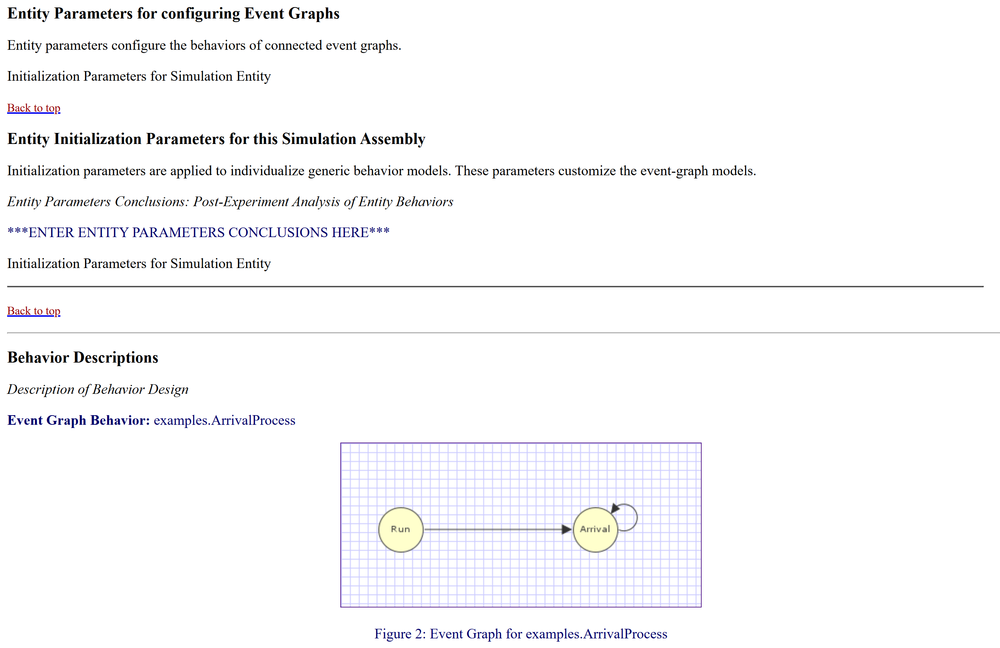 Entity Parameters for configuring Event Graphs
Entity parameters configure the behaviors of connected event graphs.
Initialization Parameters for Simulation Entity
Back to top
Entity Initialization Parameters for this Simulation Assembly
Initialization parameters are applied to individualize generic behavior models. These parameters customize the event-graph models.
Entity Parameters Conclusions: Post-Experiment Analysis of Entity Behaviors
***ENTER ENTITY PARAMETERS CONCLUSIONS HERE***
Initialization Parameters for Simulation Entity
Back to top
Behavior Descriptions
Description of Behavior Design
Event Graph Behavior: examples.ArrivalProcess
Run
Arrival
Figure 2: Event Graph for examples.ArrivalProcess